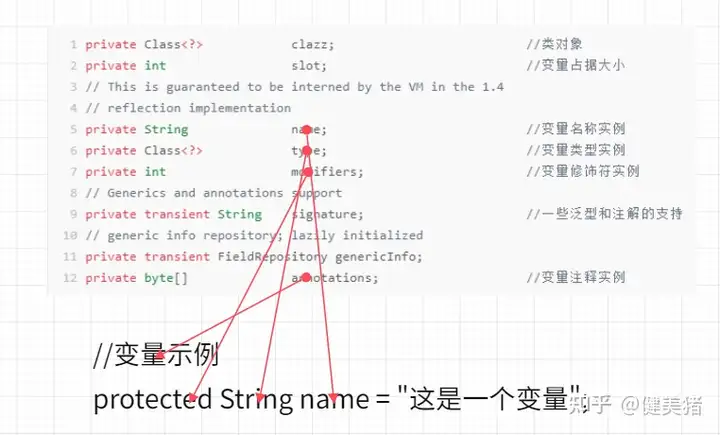 1 private Class<?> clazz; //类对象
2 private int slot; //变量占据大小
3 // This is guaranteed to be interned by the VM in the 1.4
4 // reflection implementation
5 private String name; //变量名称实例
6 private Class<?> type; //变量类型实例
7 private int modifiers; //变量修饰符实例
8 // Generics and annotations support
9 private transient String signature; //一些泛型和注解的支持
10 // generic info repository; lazily initialized
11 private transient FieldRepository genericInfo;
12 private byte[] annotations; //变量注释实例
//变量示例
protected String name = "这是一个变量";
知乎 @健美猪